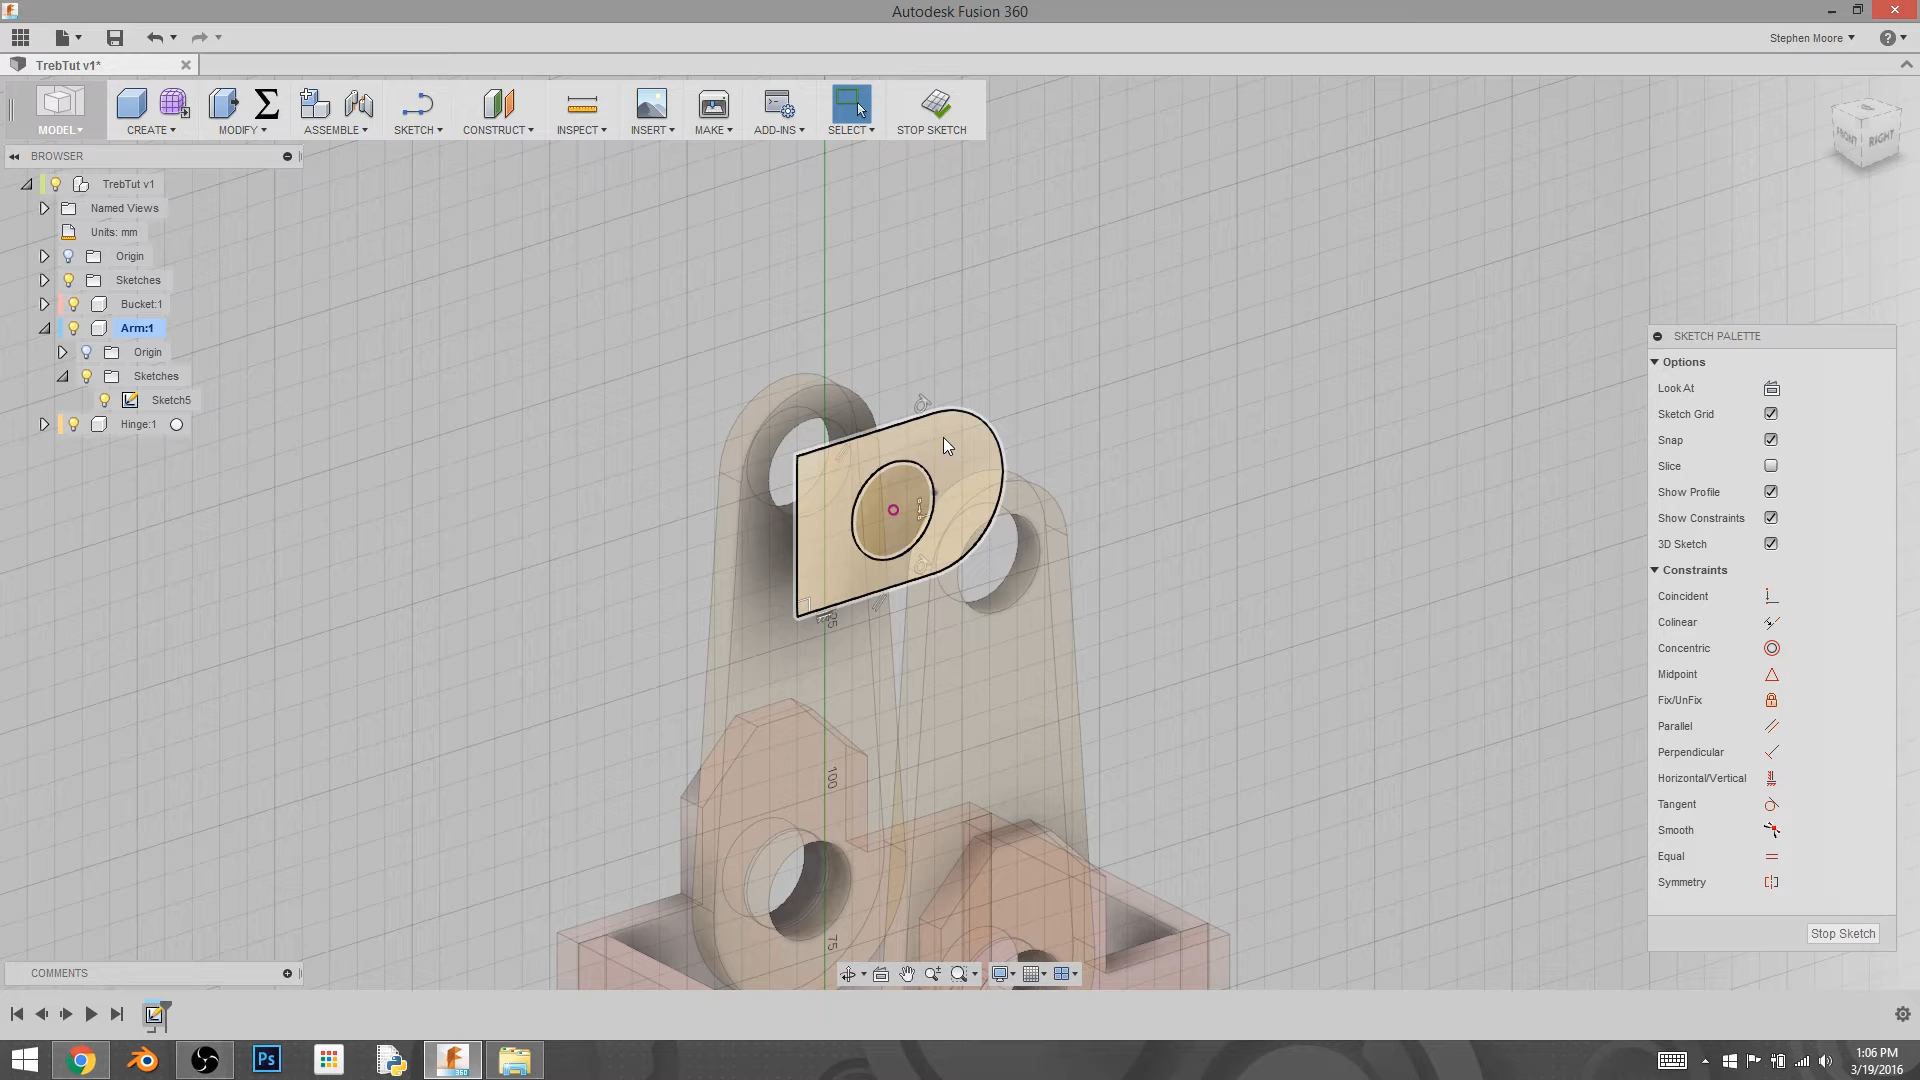 Autodesk Fusion 360
Stephen Moore
TrebTut v1*
MODEL
CREATE
MODIFY
ASSEMBLE
SKETCH
CONSTRUCT
INSPECT
INSERT
MAKE
ADD-INS
SELECT
STOP SKETCH
BROWSER
TrebTut v1
Named Views
Units: mm
Origin
Sketches
Bucket:1
Arm:1
Origin
Sketches
Sketch5
Hinge:1
FRONT
RIGHT
SKETCH PALETTE
Options
Look At
Sketch Grid
Snap
Slice
Show Profile
Show Constraints
3D Sketch
Constraints
Coincident
Colinear
Concentric
Midpoint
Fix/UnFix
Parallel
Perpendicular
Horizontal/Vertical
Tangent
Smooth
Equal
Symmetry
Stop Sketch
100
75
COMMENTS
Ps
360
1:06 PM
3/19/2016